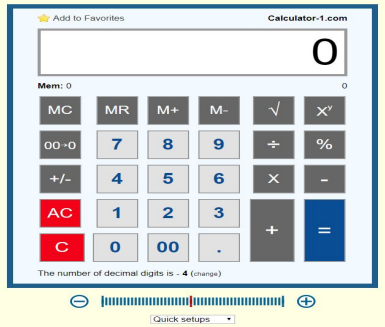 Add to Favorites Calculator-1.com
0
Mem: 0 0
MC MR M+ M- √ Xʸ
00→0 7 8 9 ÷ %
+/- 4 5 6 X -
AC 1 2 3 + =
C 0 00 .
The number of decimal digits is - 4 (change)
Quick setups